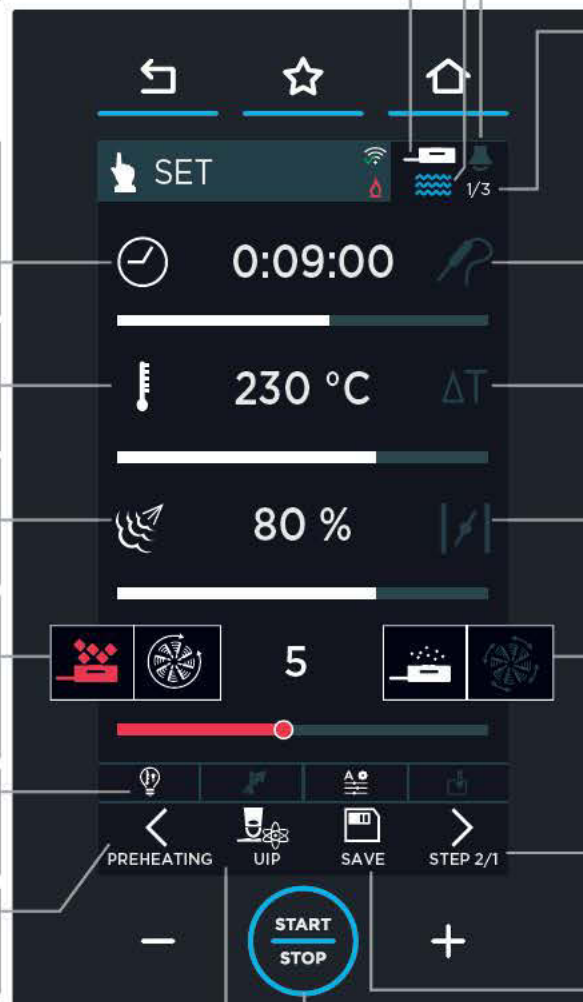 SET
1/3
0:09:00
230 °C
ΔT
80 %
5
A
PREHEATING
UIP
SAVE
STEP 2/1
START
STOP